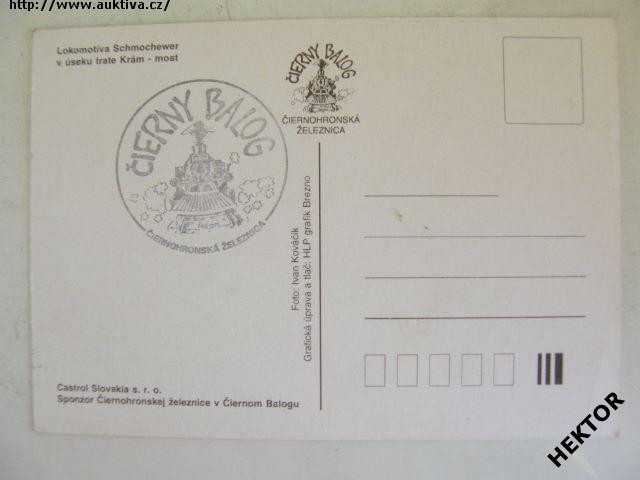 http://www.auktiva.cz/
Lokomotíva Schmochewer
v úseku trate Krám - most
ČIERNY BALOG
ČIERNOHRONSKÁ
ŽELEZNICA
ČIERNY BALOG
ČIERNOHRONSKÁ ŽELEZNICA
Foto: Ivan Kováčik
Grafická úprava a tlač: HLP grafik Brezno
Castrol Slovakia s. r. o.
Sponzor Čiernohronskej železnice v Čiernom Balogu
HEKTOR